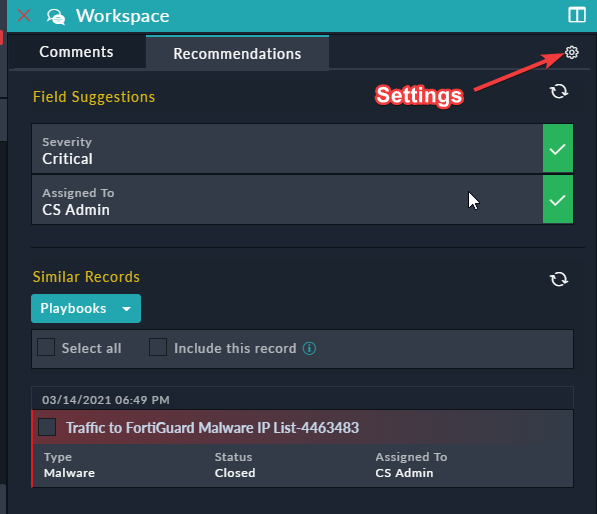 Workspace
Comments
Recommendations
Settings
Field Suggestions
Severity
Critical
Assigned To
CS Admin
Similar Records
Playbooks
Select all
Include this record
03/14/2021 06:49 PM
Traffic to FortiGuard Malware IP List-4463483
Type Status Assigned To
Malware Closed CS Admin